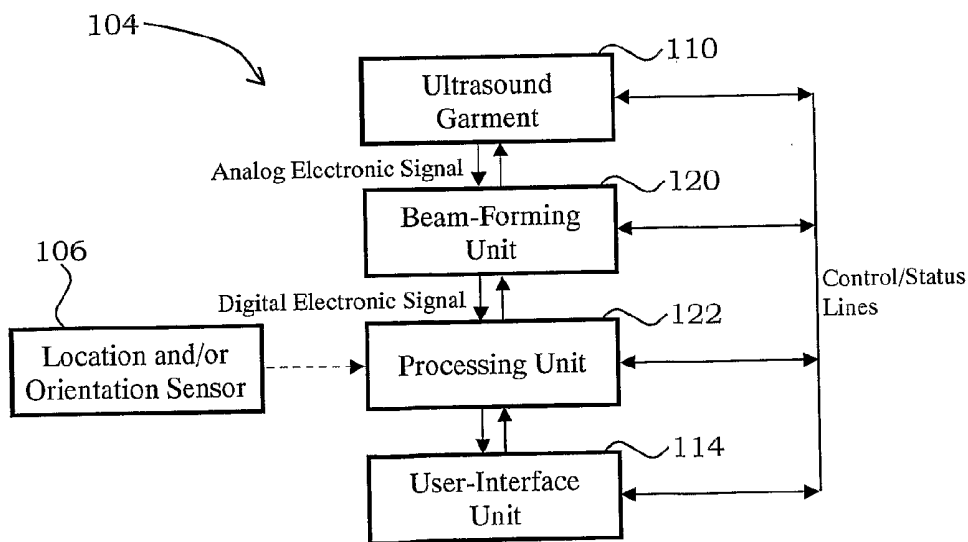 104
110
Ultrasound
Garment
Analog Electronic Signal
120
Beam-Forming
Unit
106
Digital Electronic Signal
Control/Status
Lines
122
Location and/or
Orientation Sensor
Processing Unit
114
User-Interface
Unit